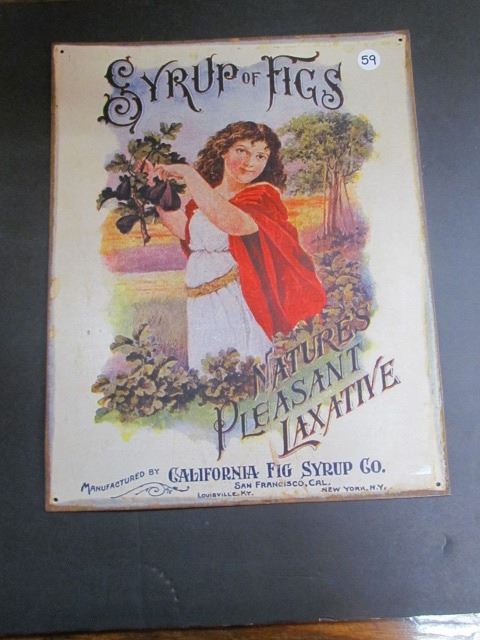 SYRUP OF FIGS
59
NATURE'S
PLEASANT
LAXATIVE
MANUFACTURED BY CALIFORNIA FIG SYRUP CO.
SAN FRANCISCO, CAL.
LOUISVILLE, KY. NEW YORK, N.Y.